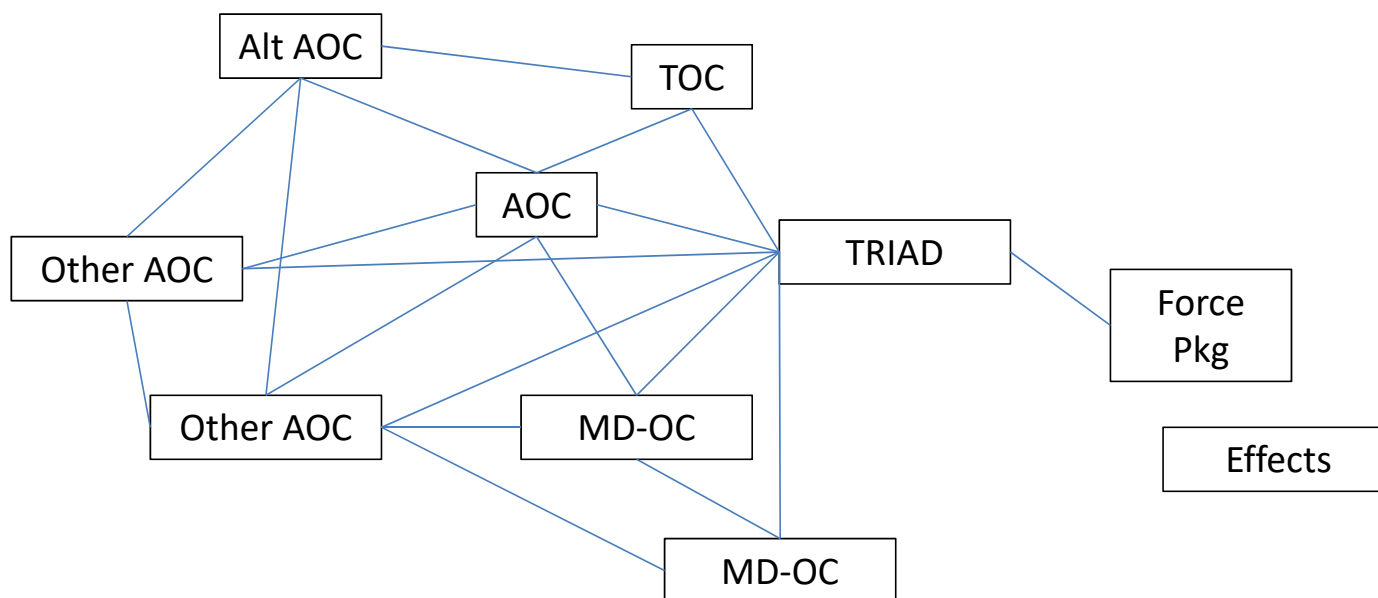 Alt AOC
TOC
AOC
Other AOC
TRIAD
Force
Pkg
Other AOC
MD-OC
Effects
MD-OC